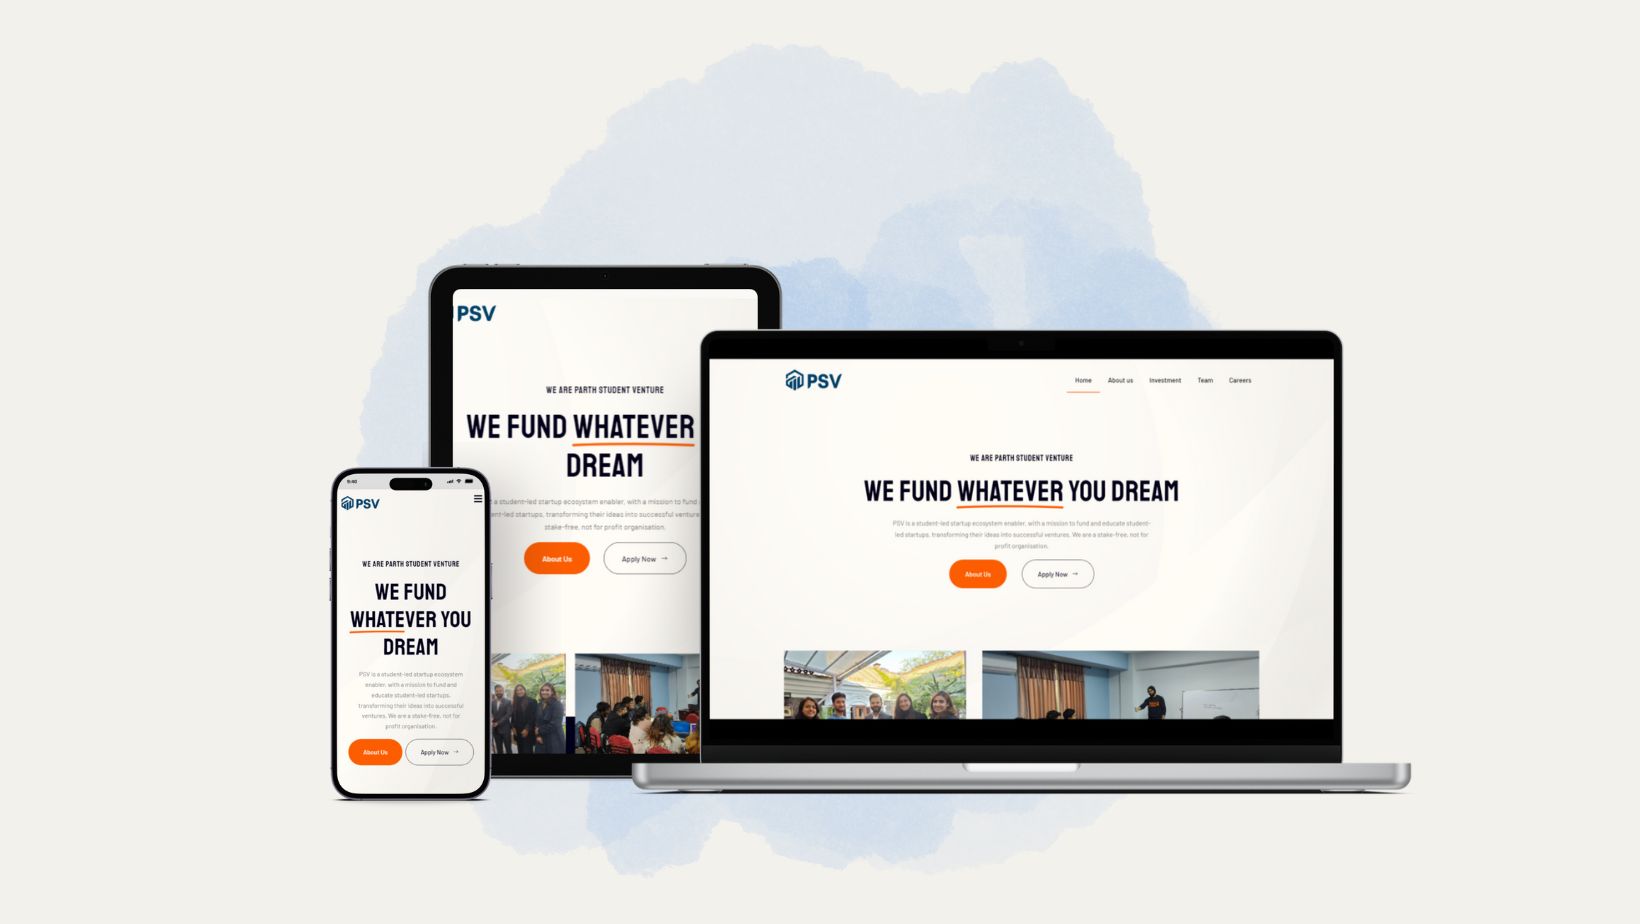 PSV
WE ARE PARTH STUDENT VENTURE
WE FUND WHATEVER
DREAM
a student-led startup ecosystem enabler, with a mission to fund
ent-led startups, transforming their ideas into successful venture
stake-free, not for profit organisation.
About Us
Apply Now →
9:40
PSV
WE ARE PARTH STUDENT VENTURE
WE FUND
WHATEVER YOU
DREAM
PSV is a student-led startup ecosystem
enabler, with a mission to fund and
educate student-led startups,
transforming their ideas into successful
ventures. We are a stake-free, not for
profit organisation.
About Us
Apply Now →
PSV
Home About us Investment Team Careers
WE ARE PARTH STUDENT VENTURE
WE FUND WHATEVER YOU DREAM
PSV is a student-led startup ecosystem enabler, with a mission to fund and educate student-
led startups, transforming their ideas into successful ventures. We are a stake-free, not for
profit organisation.
About Us
Apply Now →